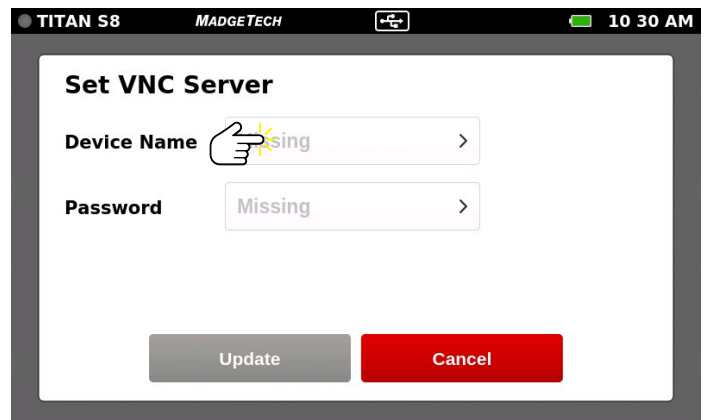 TITAN S8 MADGETECH 10 30 AM
Set VNC Server
Device Name
Password Missing
Update Cancel